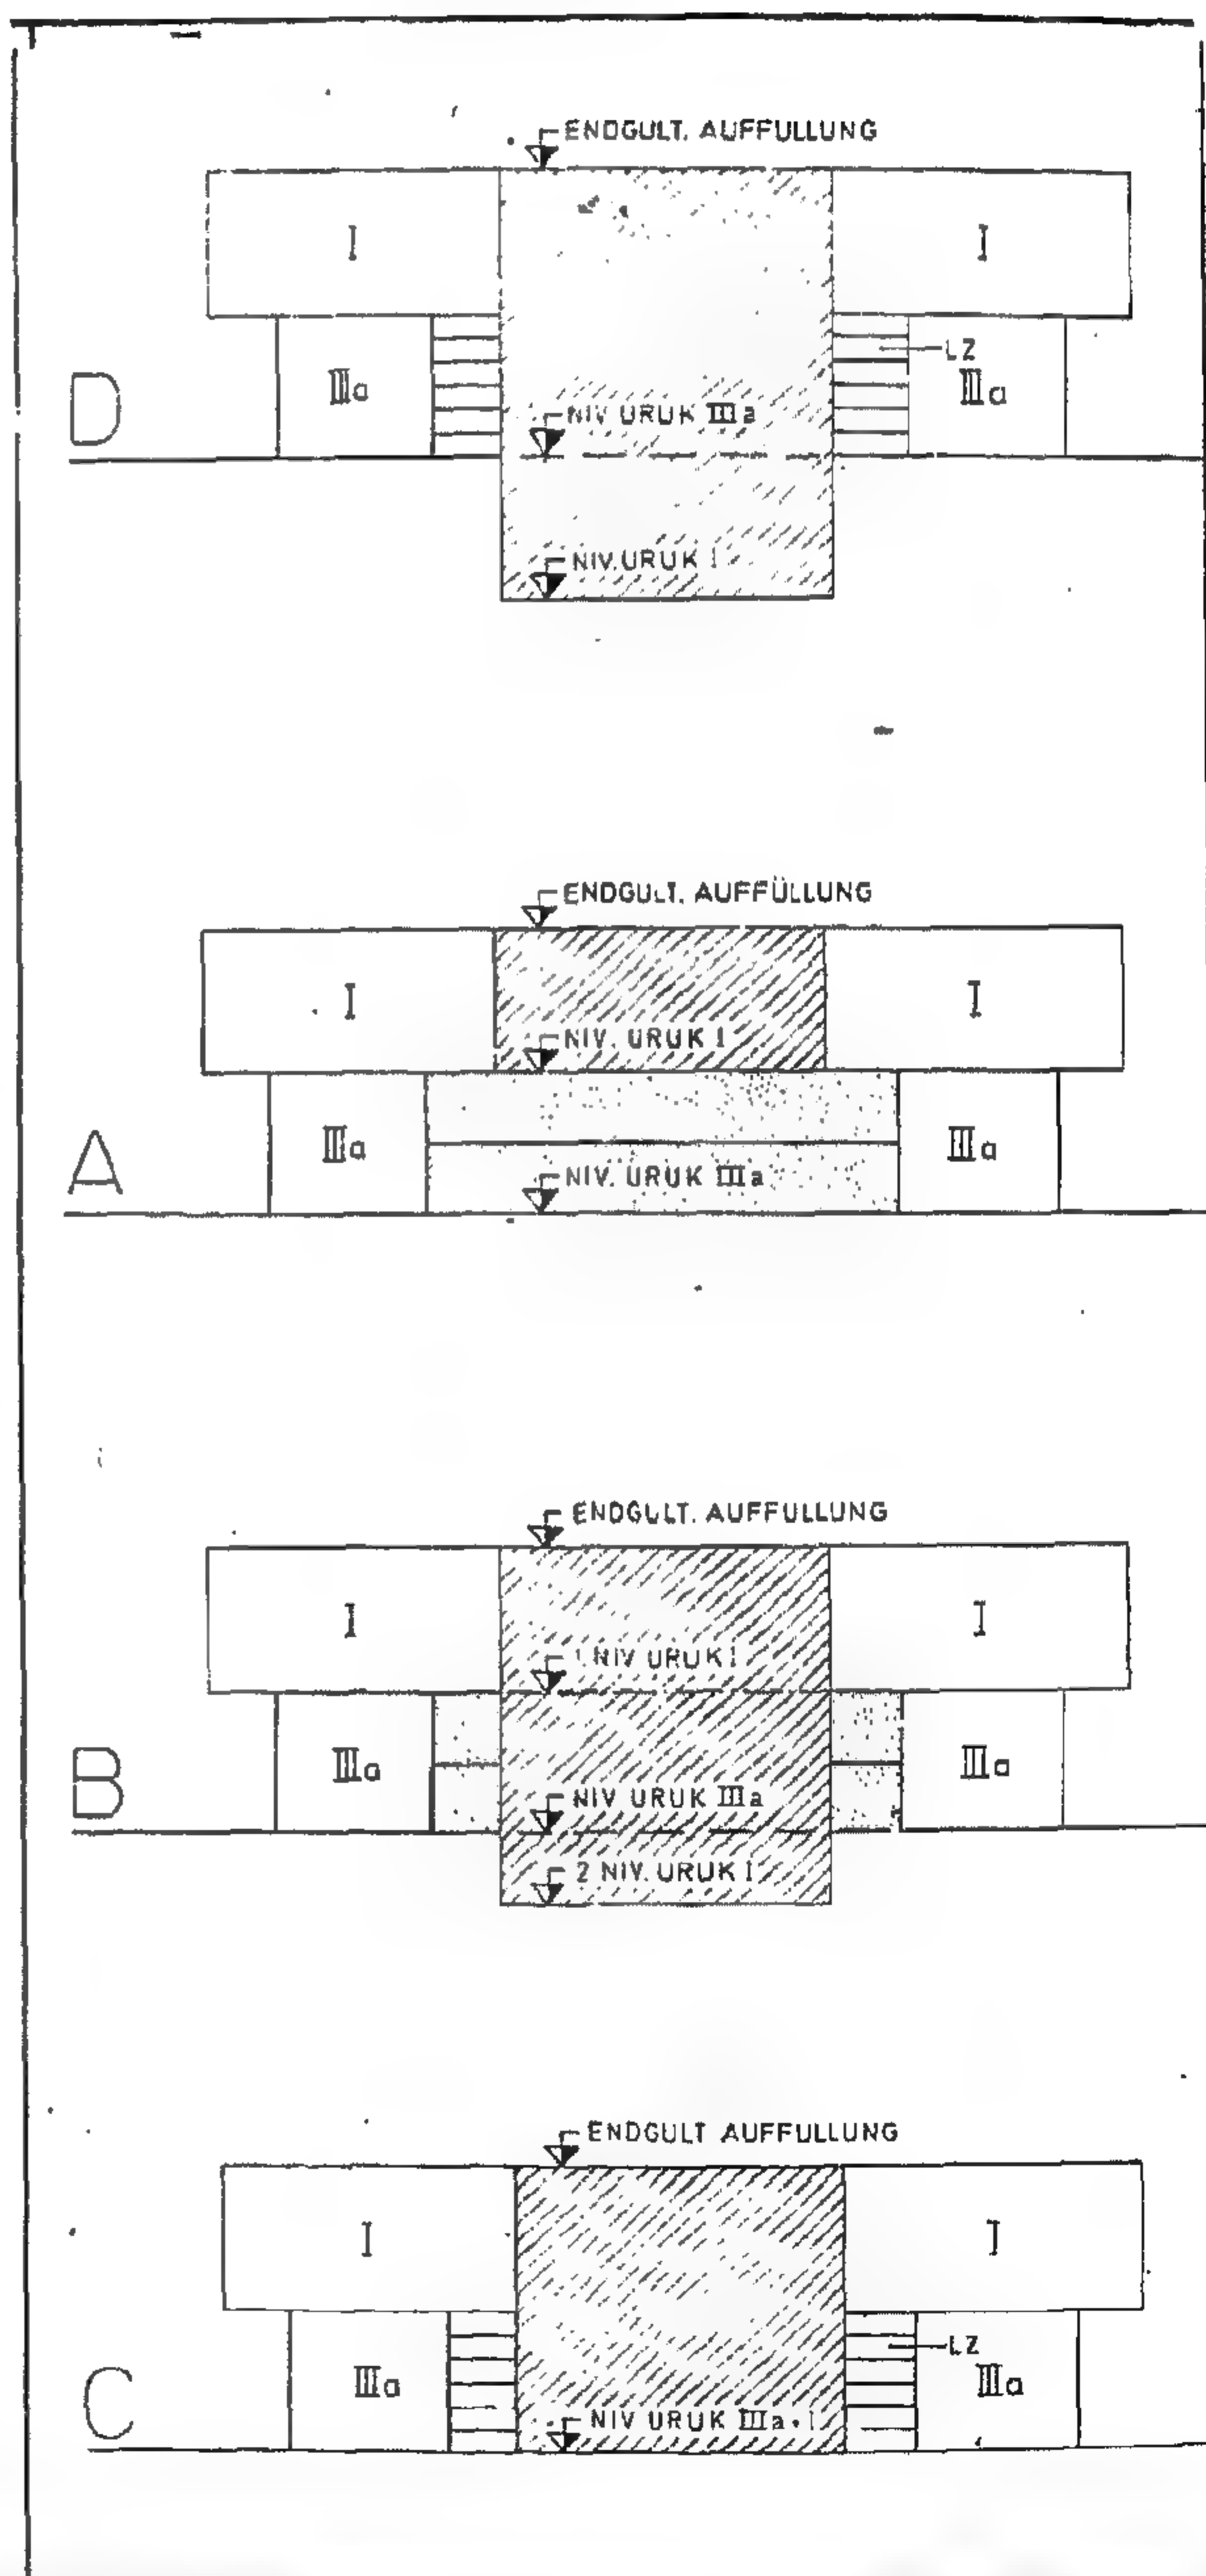 ENDGULT. AUFFULLUNG
I I
LZ
D IIIa IIIa
NIV URUK IIIa
NIV. URUK I
ENDGULT. AUFFÜLLUNG
I I
NIV. URUK I
A IIIa IIIa
NIV. URUK IIIa
ENDGULT. AUFFULLUNG
I I
1 NIV URUK I
B IIIa IIIa
NIV URUK IIIa
2 NIV. URUK I
ENDGULT AUFFULLUNG
I I
LZ
C IIIa IIIa
NIV URUK IIIa + I